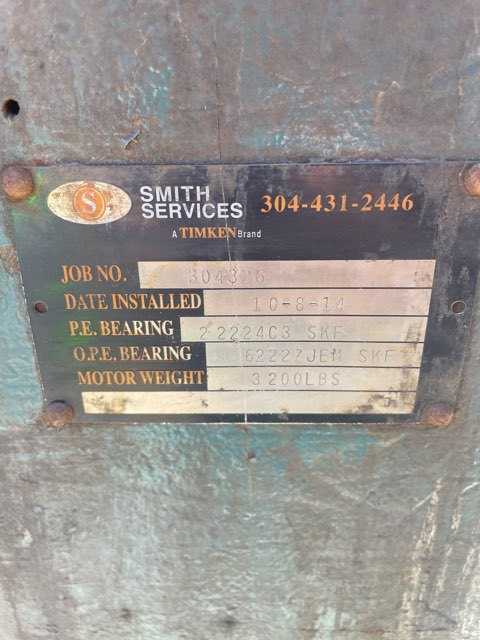 S
SMITH SERVICES 304-431-2446
A TIMKEN Brand
JOB NO. 304326
DATE INSTALLED 10-8-14
P.E. BEARING 22224C3 SKF
O.P.E. BEARING 62227JEM SKF
MOTOR WEIGHT 3200LBS